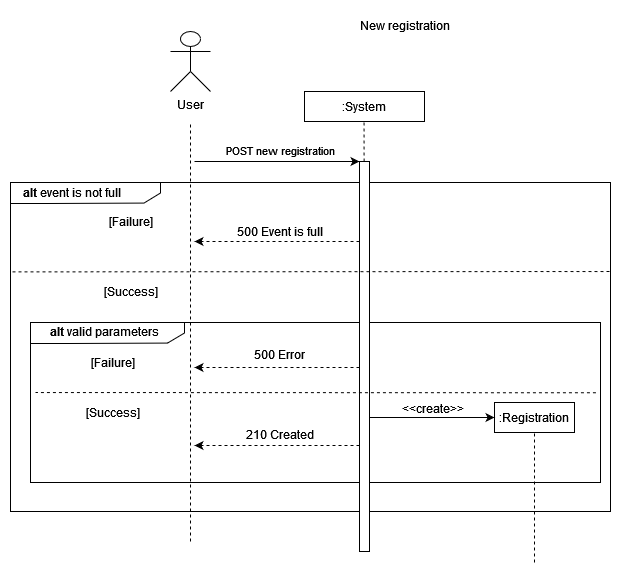 New registration
User
:System
POST new registration
alt event is not full
[Failure]
500 Event is full
[Success]
alt valid parameters
[Failure]
500 Error
[Success]
<<create>>
:Registration
210 Created